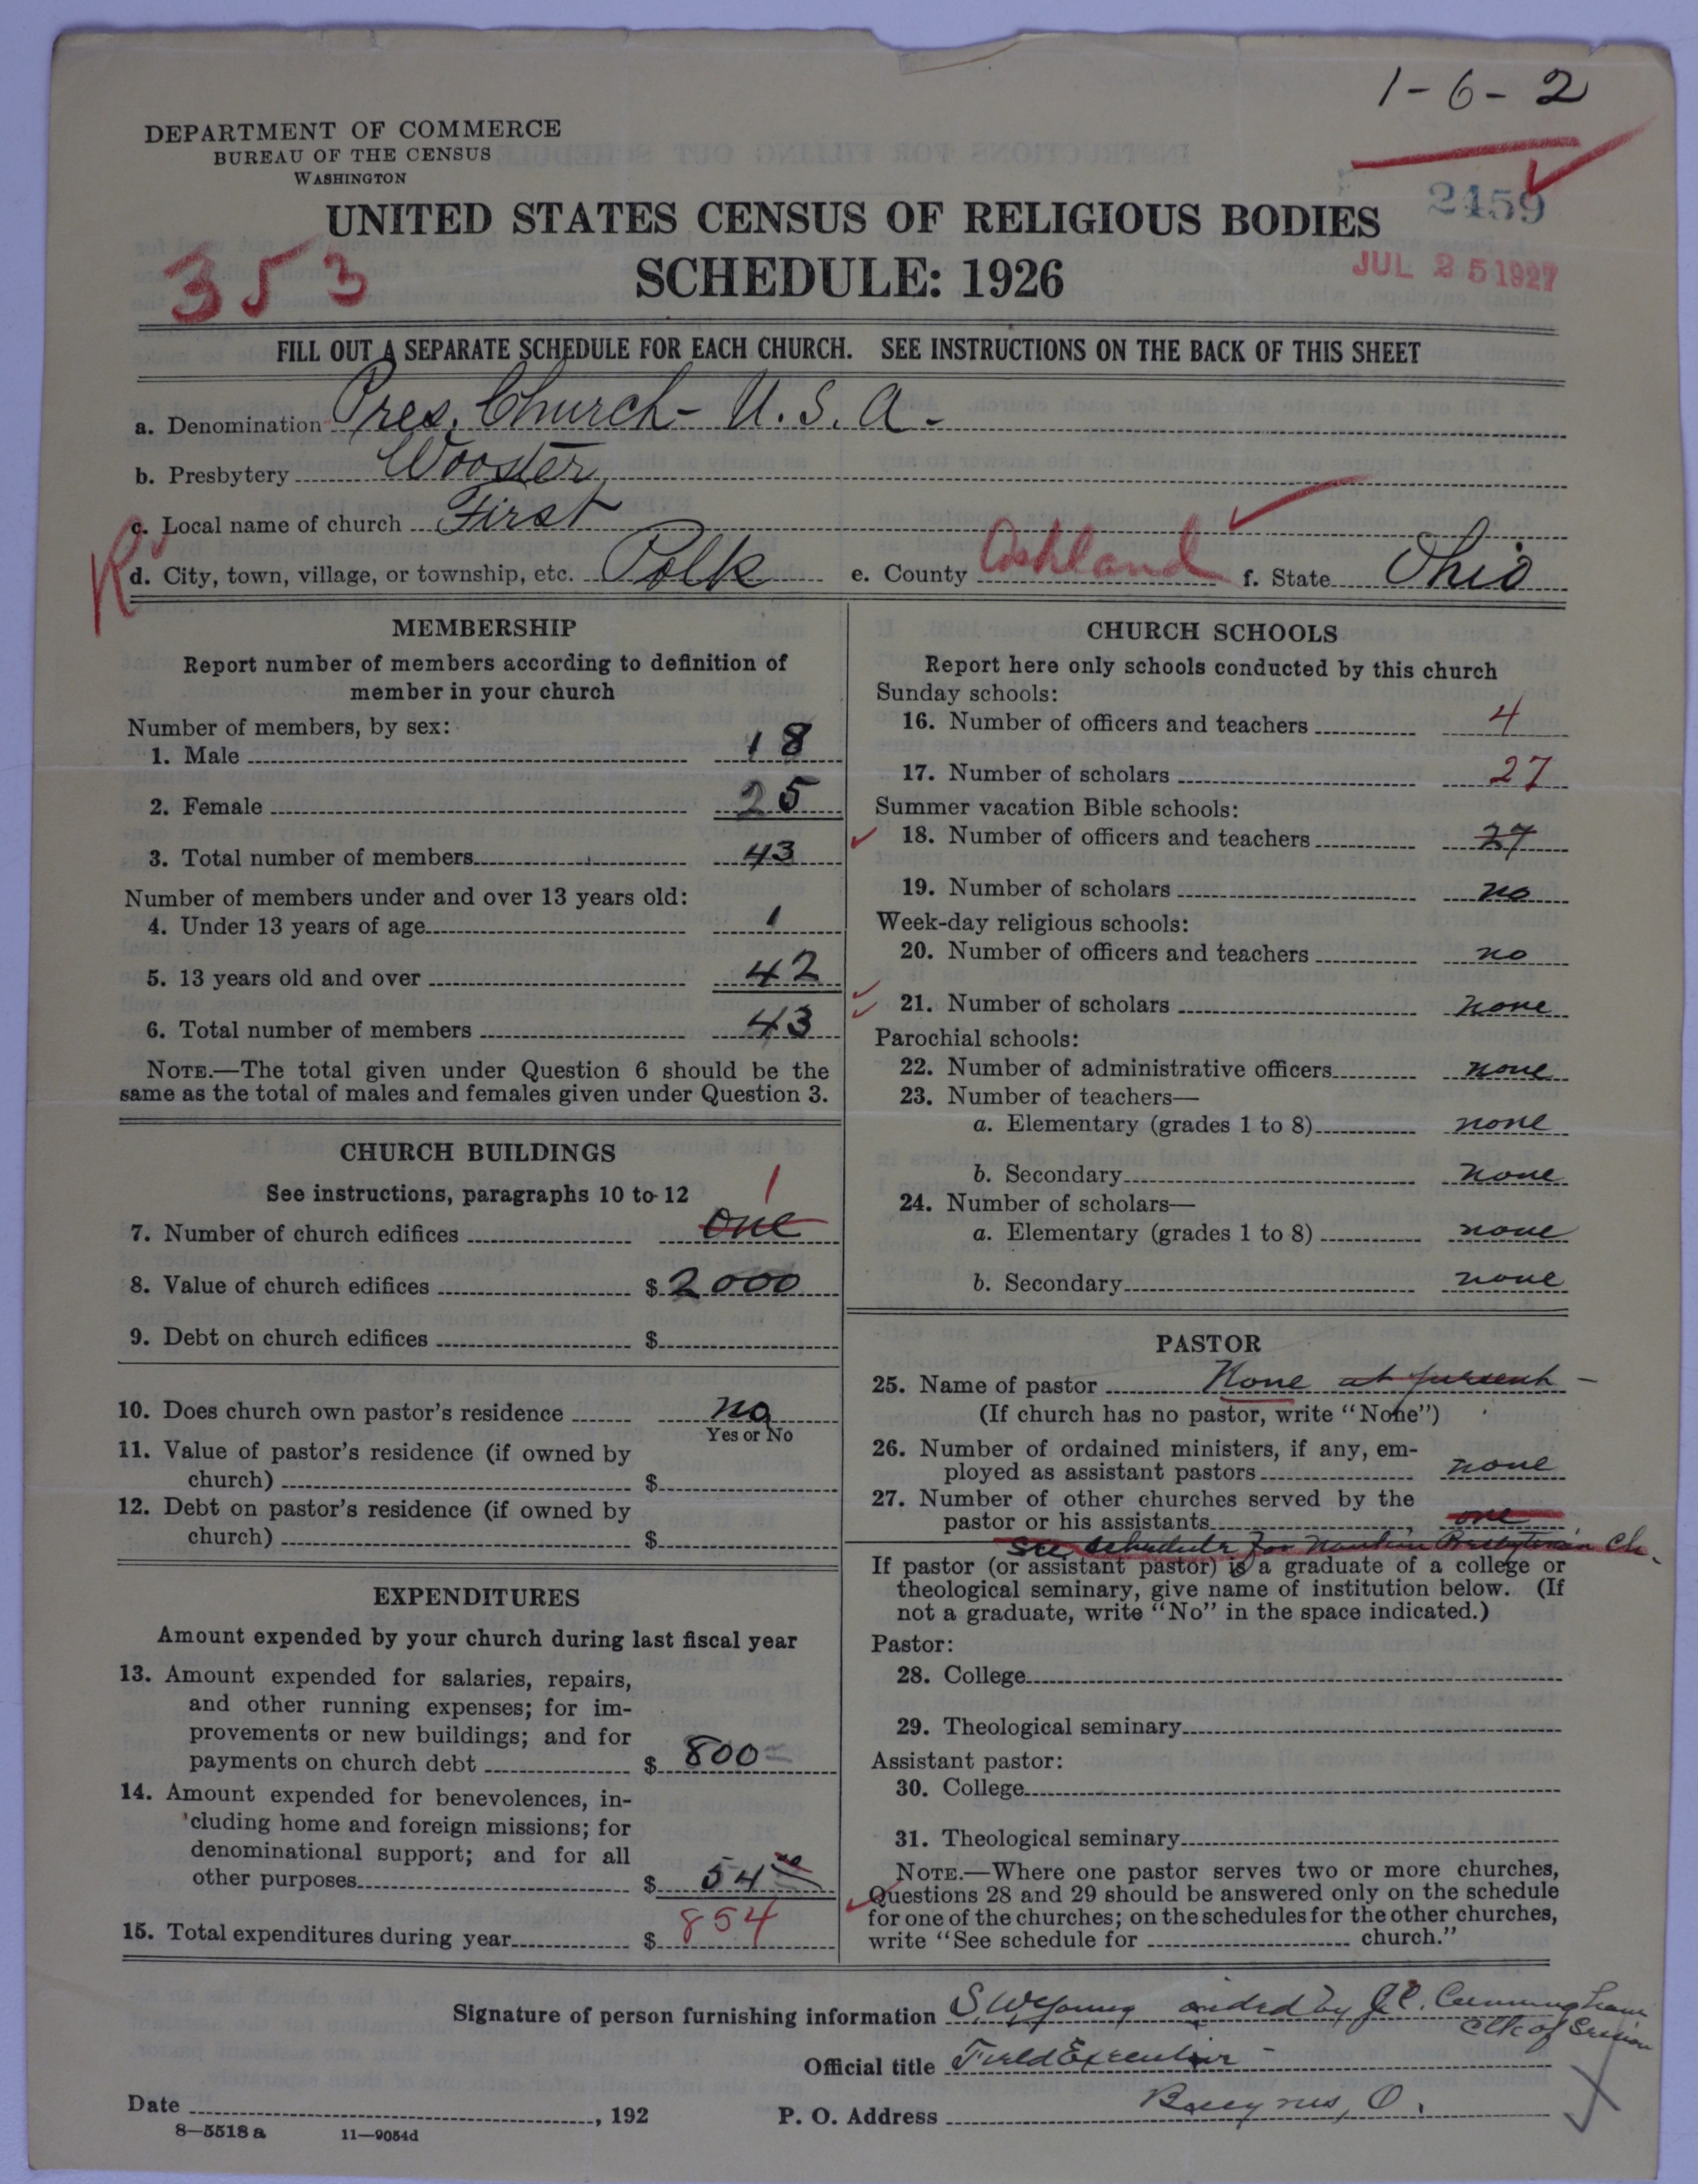 1-6-2
DEPARTMENT OF COMMERCE
BUREAU OF THE CENSUS
WASHINGTON
2459
UNITED STATES CENSUS OF RELIGIOUS BODIES
353
SCHEDULE: 1926
JUL 25 1927
FILL OUT A SEPARATE SCHEDULE FOR EACH CHURCH. SEE INSTRUCTIONS ON THE BACK OF THIS SHEET
a. Denomination Pres. Church - U. S. A -
b. Presbytery Wooster
c. Local name of church First
R
d. City, town, village, or township, etc. Polk e. County Ashland f. State Ohio
MEMBERSHIP
Report number of members according to definition of
member in your church
Number of members, by sex:
1. Male 18
2. Female 25
3. Total number of members 43
Number of members under and over 13 years old:
4. Under 13 years of age 1
5. 13 years old and over 42
6. Total number of members 43
NOTE.—The total given under Question 6 should be the
same as the total of males and females given under Question 3.
CHURCH BUILDINGS
See instructions, paragraphs 10 to 12
1
7. Number of church edifices one
8. Value of church edifices $ 2000
9. Debt on church edifices $
10. Does church own pastor's residence no
Yes or No
11. Value of pastor's residence (if owned by
church) $
12. Debt on pastor's residence (if owned by
church) $
EXPENDITURES
Amount expended by your church during last fiscal year
13. Amount expended for salaries, repairs,
and other running expenses; for im-
provements or new buildings; and for
payments on church debt $ 800
14. Amount expended for benevolences, in-
cluding home and foreign missions; for
denominational support; and for all
other purposes $ 54
15. Total expenditures during year $ 854
CHURCH SCHOOLS
Report here only schools conducted by this church
Sunday schools:
16. Number of officers and teachers 4
17. Number of scholars 27
Summer vacation Bible schools:
18. Number of officers and teachers 27
19. Number of scholars no
Week-day religious schools:
20. Number of officers and teachers no
21. Number of scholars none
Parochial schools:
22. Number of administrative officers none
23. Number of teachers—
a. Elementary (grades 1 to 8) none
b. Secondary none
24. Number of scholars—
a. Elementary (grades 1 to 8) none
b. Secondary none
PASTOR
25. Name of pastor None at present -
(If church has no pastor, write "None")
26. Number of ordained ministers, if any, em-
ployed as assistant pastors none
27. Number of other churches served by the
pastor or his assistants one
See schedule for Presbyterian Ch.
If pastor (or assistant pastor) is a graduate of a college or
theological seminary, give name of institution below. (If
not a graduate, write "No" in the space indicated.)
Pastor:
28. College
29. Theological seminary
Assistant pastor:
30. College
31. Theological seminary
NOTE.—Where one pastor serves two or more churches,
Questions 28 and 29 should be answered only on the schedule
for one of the churches; on the schedules for the other churches,
write "See schedule for church."
Signature of person furnishing information S. W. Young aided by J. C. Cunningham
Clk of Session
Official title Field Executive
Date , 192 P. O. Address Bucyrus, O.
8—5518 a 11—9054d